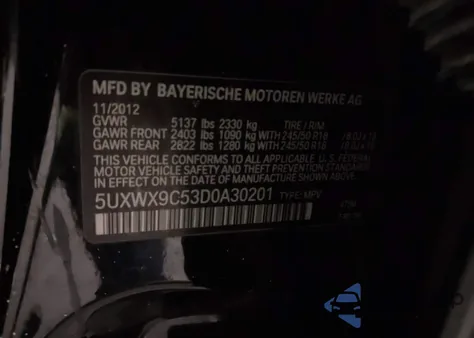 MFD BY BAYERISCHE MOTOREN WERKE AG
11/2012
GVWR 5137 lbs 2330 kg TIRE / RIM
GAWR FRONT 2403 lbs 1090 kg WITH 245/50 R18
GAWR REAR 2822 lbs 1280 kg WITH 245/50 R18
THIS VEHICLE CONFORMS TO ALL APPLICABLE U.S. FEDERAL
MOTOR VEHICLE SAFETY AND THEFT PREVENTION
STANDARDS IN EFFECT ON THE DATE OF MANUFACTURE
5UXWX9C53D0A30201 TYPE: MPV